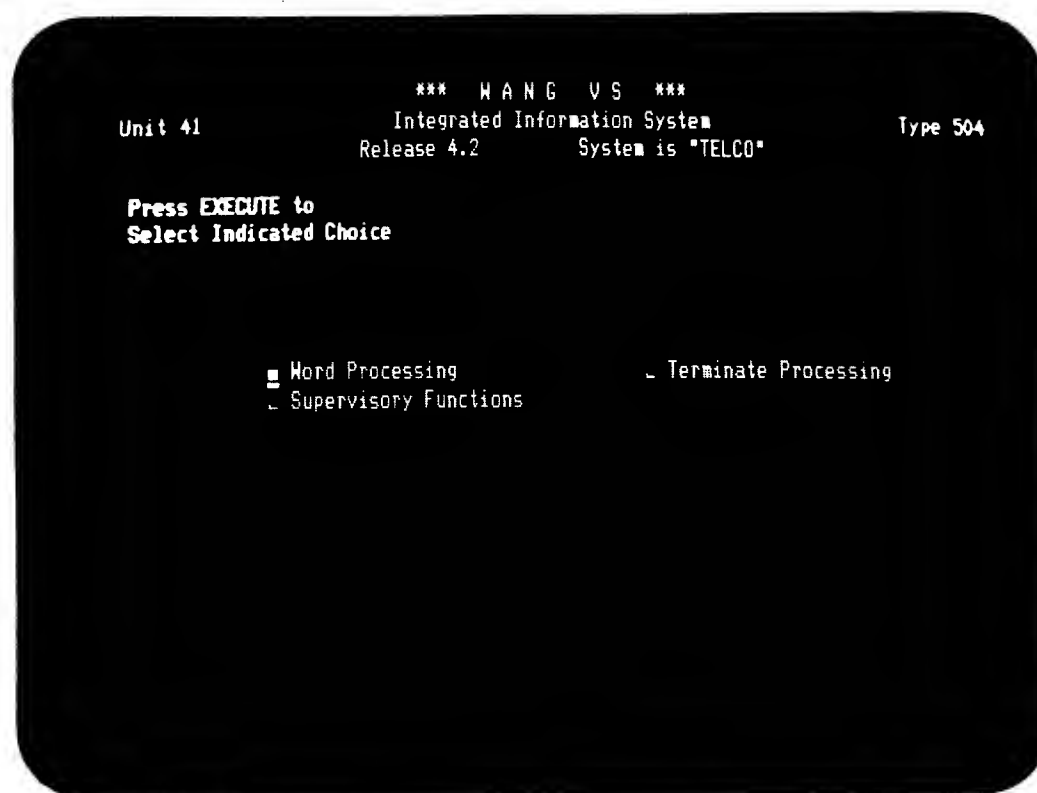 *** W A N G V S ***
Unit 41 Integrated Information System Type 504
Release 4.2 System is "TELCO"
Press EXECUTE to
Select Indicated Choice
Word Processing Terminate Processing
Supervisory Functions